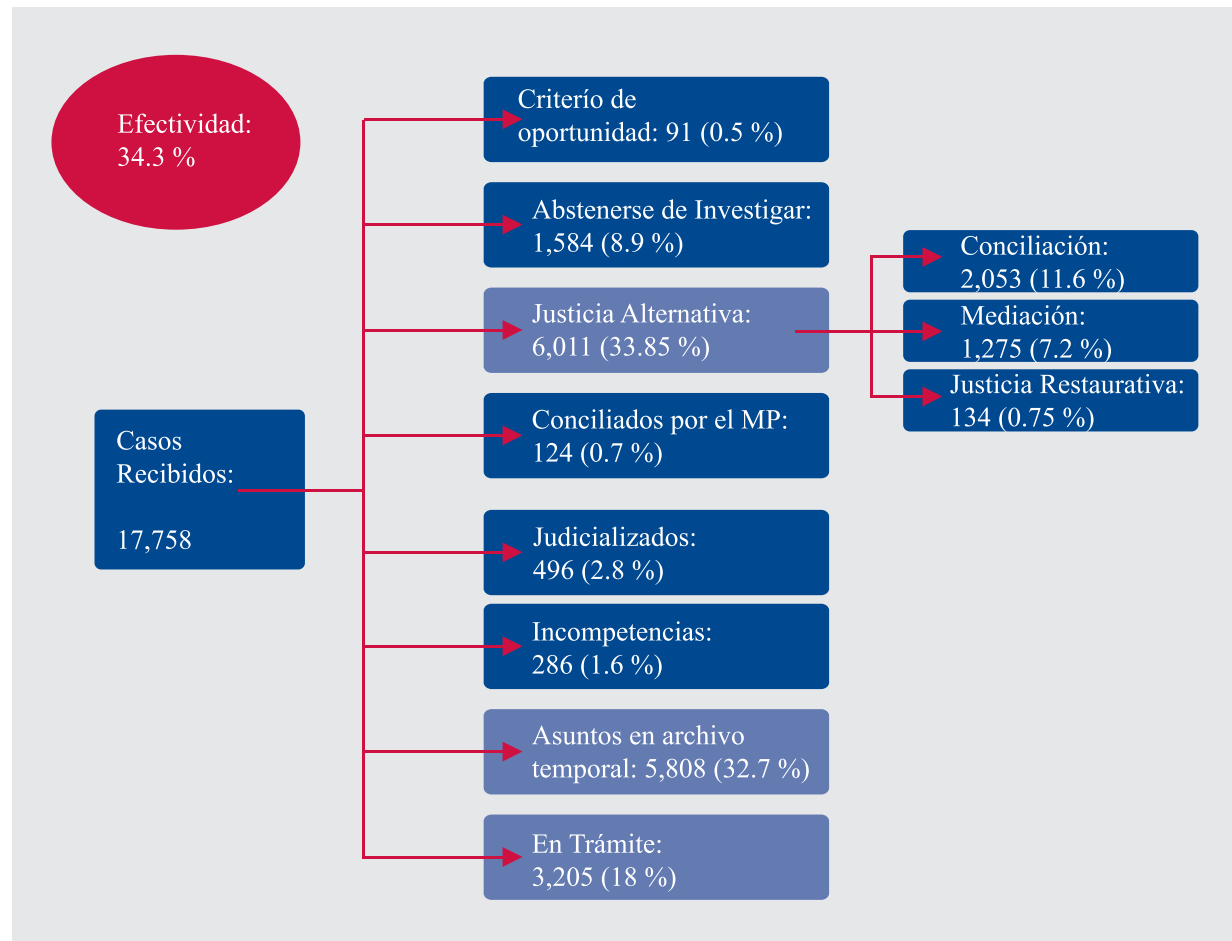 Efectividad:
34.3 %
Casos
Recibidos:
17,758
Criterío de
oportunidad: 91 (0.5 %)
Abstenerse de Investigar:
1,584 (8.9 %)
Justicia Alternativa:
6,011 (33.85 %)
Conciliados por el MP:
124 (0.7 %)
Judicializados:
496 (2.8 %)
Incompetencias:
286 (1.6 %)
Asuntos en archivo
temporal: 5,808 (32.7 %)
En Trámite:
3,205 (18 %)
Conciliación:
2,053 (11.6 %)
Mediación:
1,275 (7.2 %)
Justicia Restaurativa:
134 (0.75 %)